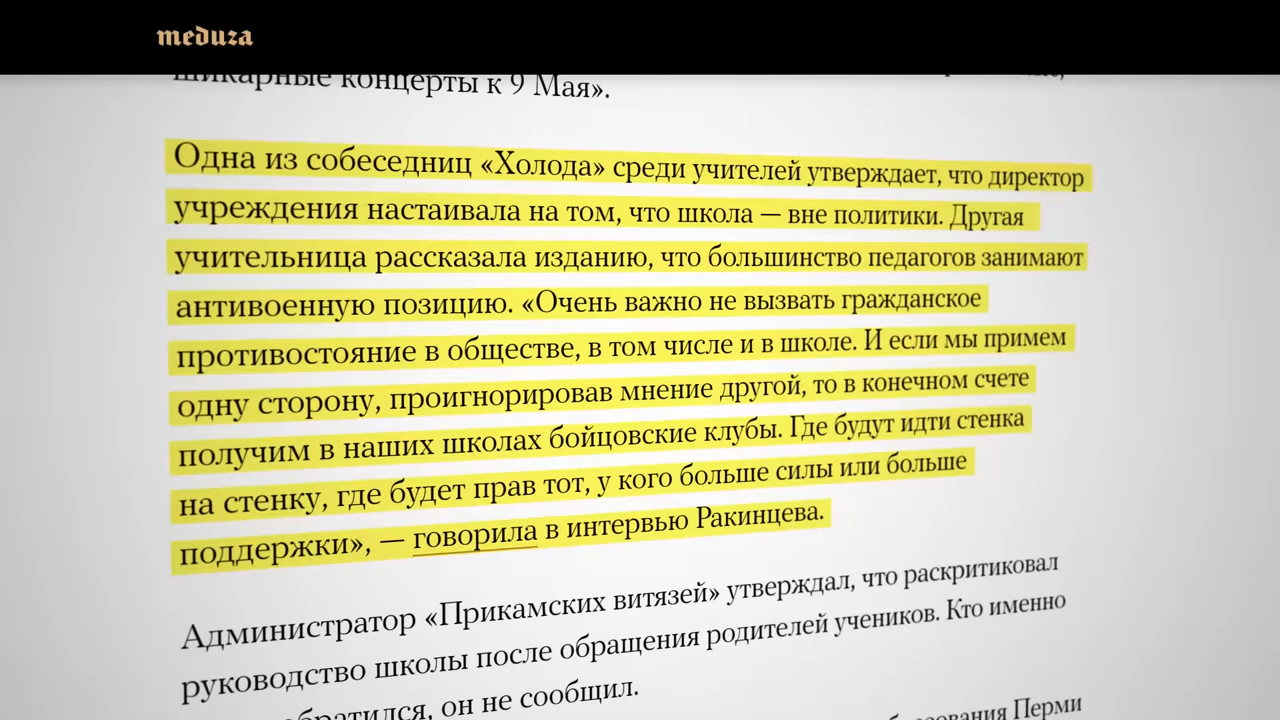 meduza
шикарные концерты к 9 Мая».
Одна из собеседниц «Холода» среди учителей утверждает, что директор
учреждения настаивала на том, что школа — вне политики. Другая
учительница рассказала изданию, что большинство педагогов занимают
антивоенную позицию. «Очень важно не вызвать гражданское
противостояние в обществе, в том числе и в школе. И если мы примем
одну сторону, проигнорировав мнение другой, то в конечном счете
получим в наших школах бойцовские клубы. Где будут идти стенка
на стенку, где будет прав тот, у кого больше силы или больше
поддержки», — говорила в интервью Ракинцева.
Администратор «Прикамских витязей» утверждал, что раскритиковал
руководство школы после обращения родителей учеников. Кто именно
он не сообщил.
Перми